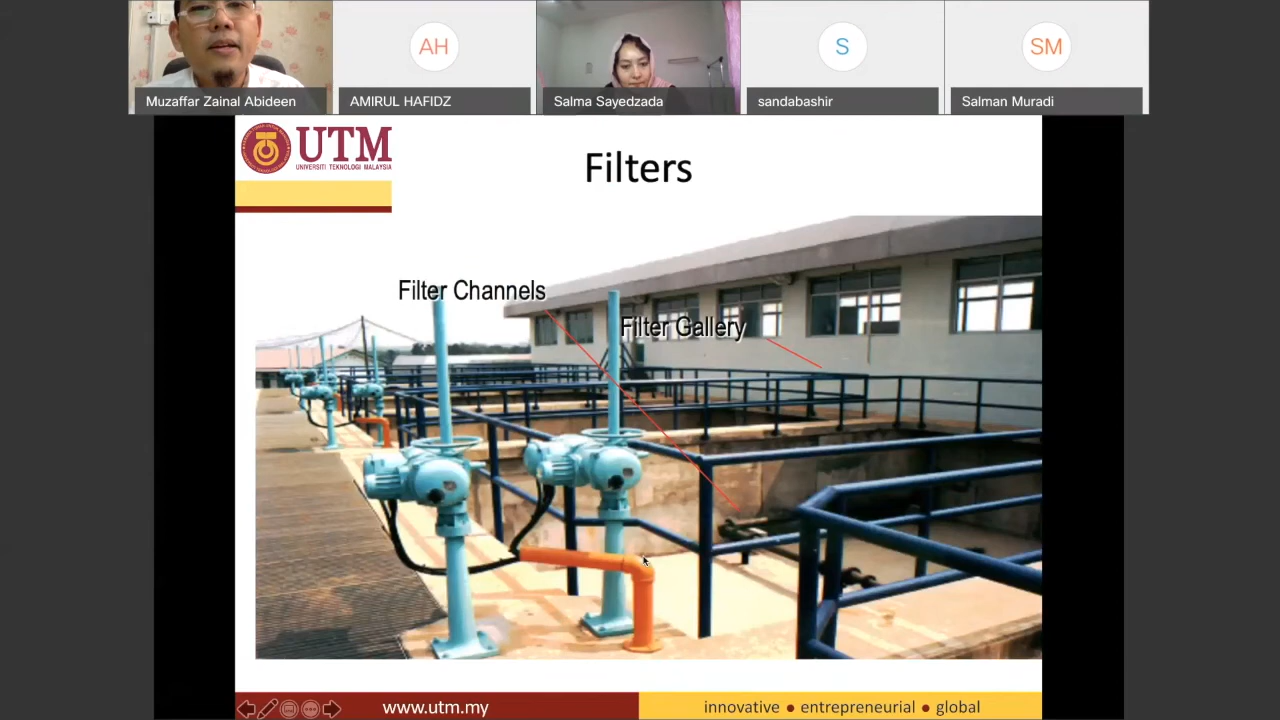 AH
S
SM
Muzaffar Zainal Abideen
AMIRUL HAFIDZ
Salma Sayedzada
sandabashir
Salman Muradi
UTM
UNIVERSITI TEKNOLOGI MALAYSIA
Filters
Filter Channels
Filter Gallery
www.utm.my
innovative ● entrepreneurial ● global